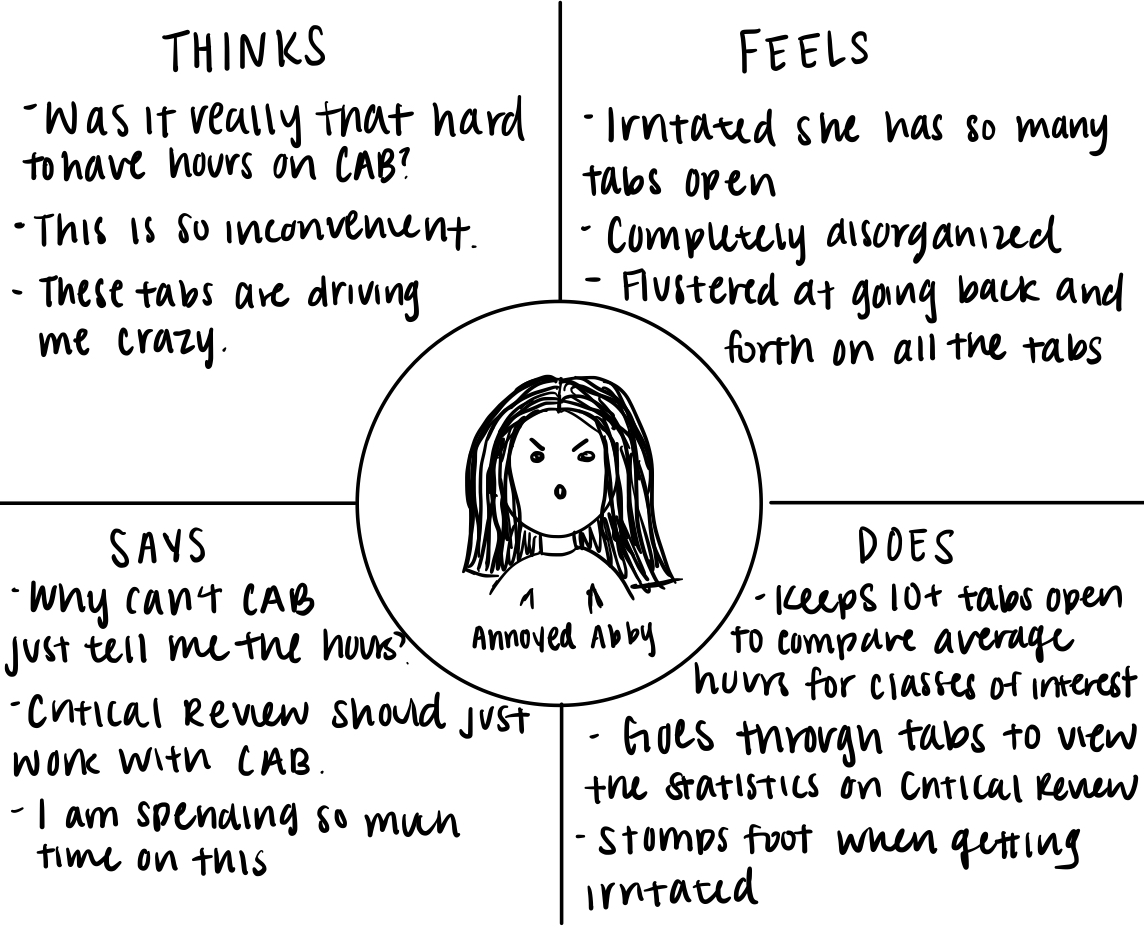 THINKS
- Was it really that hard
to have hours on CAB?
- This is so inconvenient.
- These tabs are driving
me crazy.
FEELS
- Irritated she has so many
tabs open
- Completely disorganized
- Flustered at going back and
forth on all the tabs
Annoyed Abby
SAYS
- Why can't CAB
just tell me the hours?
- Critical Review should just
work with CAB.
- I am spending so much
time on this
DOES
- Keeps 10+ tabs open
to compare average
hours for classes of interest
- Goes through tabs to view
the statistics on Critical Review
- Stomps foot when getting
irritated